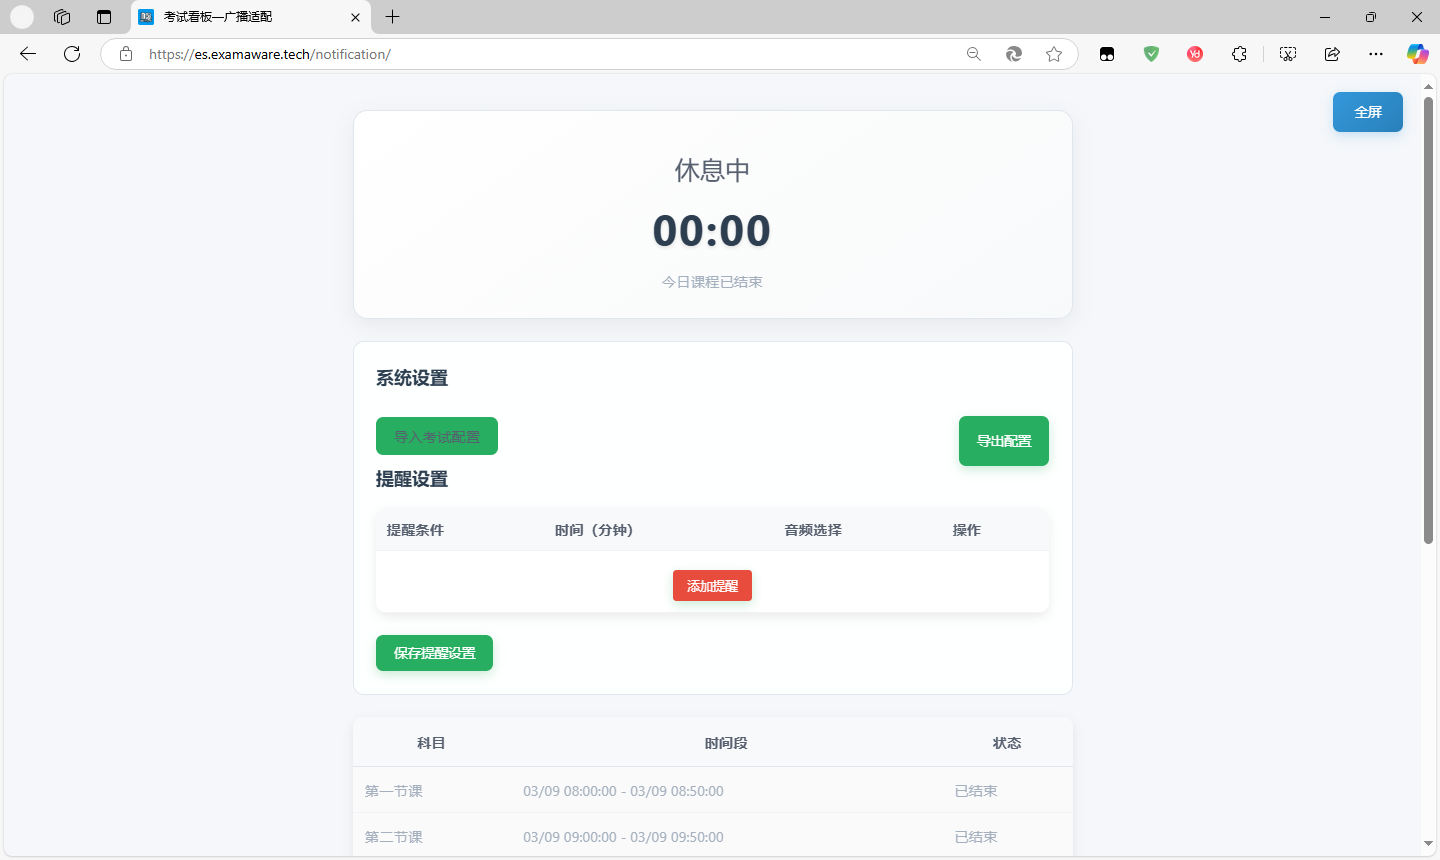 考试看板—广播适配
https://es.examaware.tech/notification/
全屏
休息中
00:00
今日课程已结束
系统设置
导入考试配置
导出配置
提醒设置
提醒条件 时间（分钟） 音频选择 操作
添加提醒
保存提醒设置
科目 时间段 状态
第一节课 03/09 08:00:00 - 03/09 08:50:00 已结束
第二节课 03/09 09:00:00 - 03/09 09:50:00 已结束